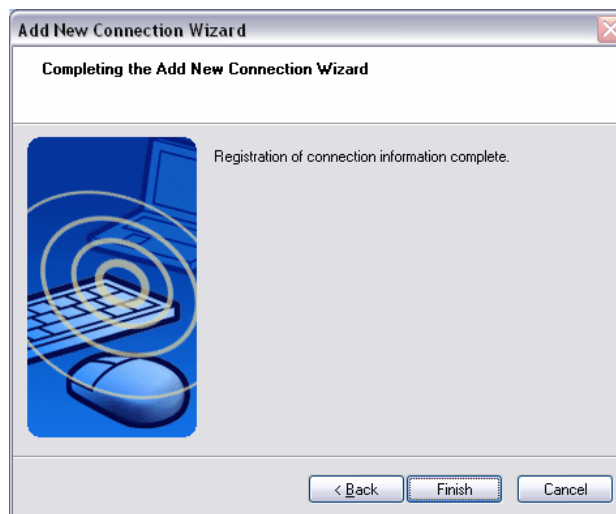 Add New Connection Wizard
Completing the Add New Connection Wizard
Registration of connection information complete.
< Back
Finish
Cancel